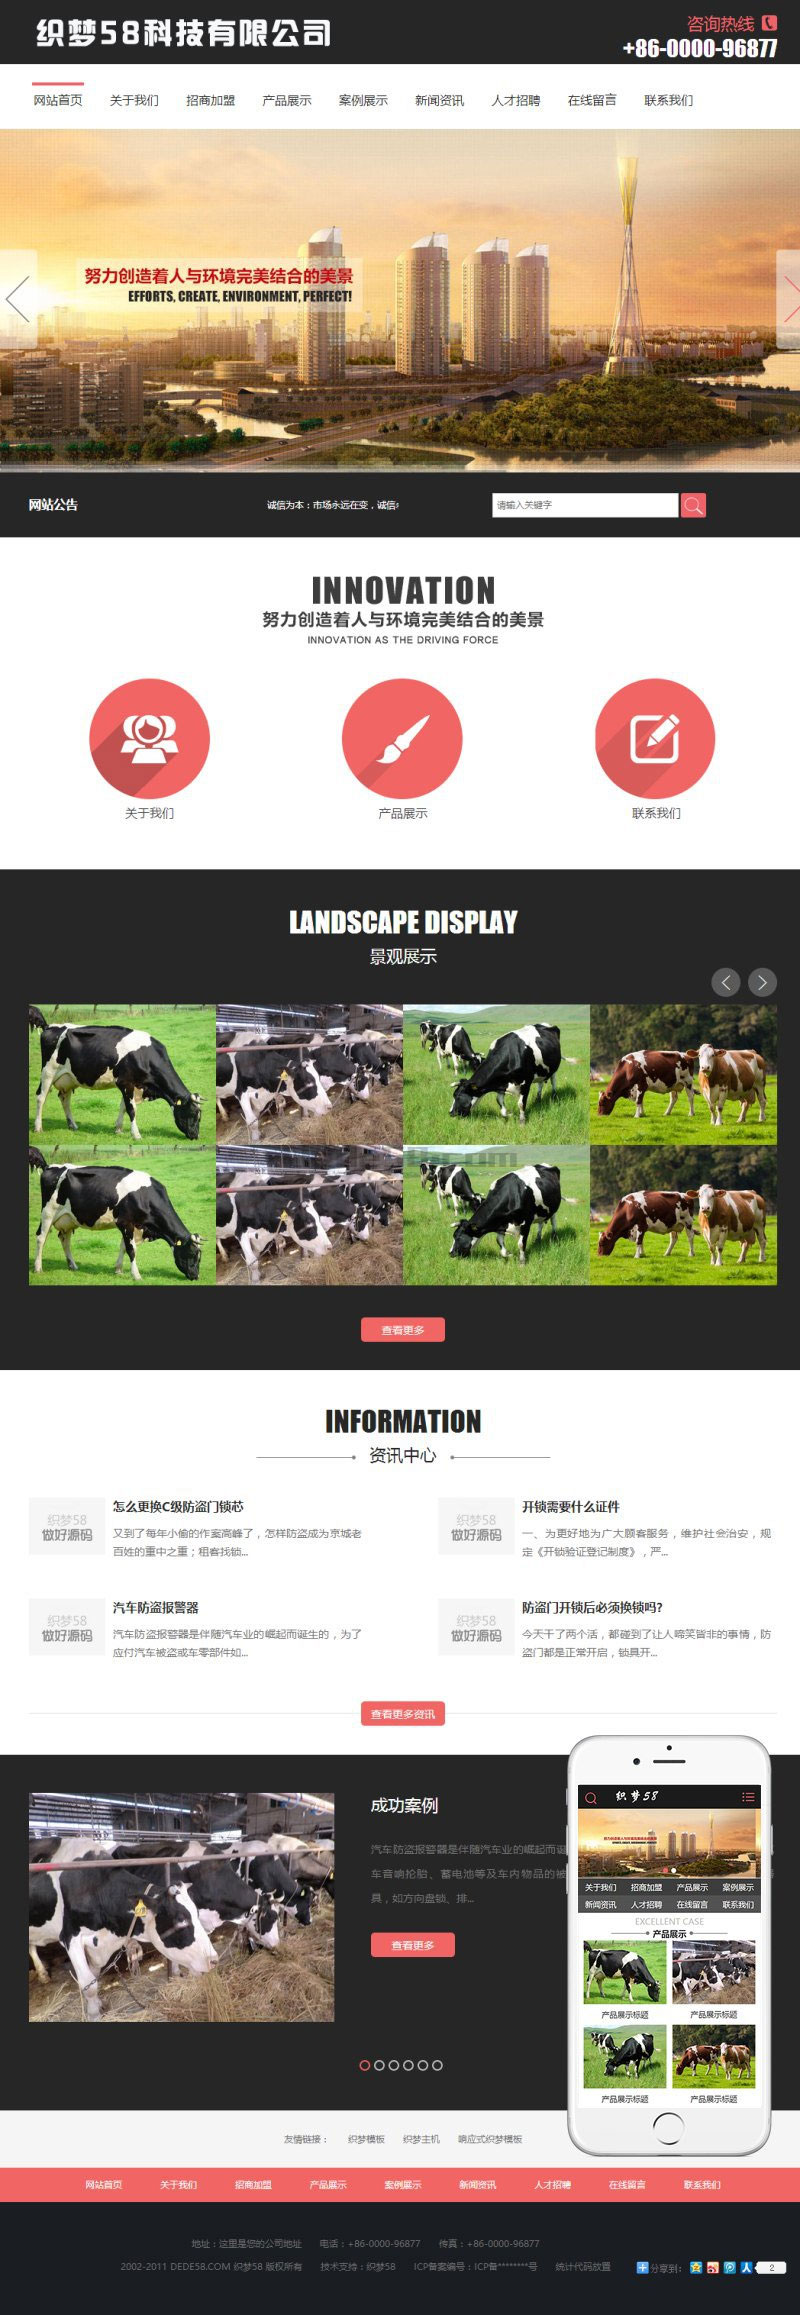 织梦58科技有限公司
咨询热线
+86-0000-96877
网站首页 关于我们 招商加盟 产品展示 案例展示 新闻资讯 人才招聘 在线留言 联系我们
努力创造着人与环境完美结合的美景
EFFORTS, CREATE, ENVIRONMENT, PERFECT!
网站公告 诚信为本：市场永远在变，诚信 请输入关键字
INNOVATION
努力创造着人与环境完美结合的美景
INNOVATION AS THE DRIVING FORCE
关于我们 产品展示 联系我们
LANDSCAPE DISPLAY
景观展示
查看更多
INFORMATION
资讯中心
织梦58
做好源码
怎么更换C级防盗门锁芯
又到了每年小偷的作案高峰了，怎样防盗成为京城老
百姓的重中之重；租客找锁...
织梦58
做好源码
开锁需要什么证件
一、为更好地为广大顾客服务，维护社会治安，规
定《开锁验证登记制度》，严...
织梦58
做好源码
汽车防盗报警器
汽车防盗报警器是伴随汽车业的崛起而诞生的，为了
应付汽车被盗或车零部件如...
织梦58
做好源码
防盗门开锁后必须换锁吗?
今天干了两个活，都碰到了让人啼笑皆非的事情，防
盗门都是正常开启，锁具开...
查看更多资讯
成功案例
汽车防盗报警器是伴随汽车业的崛起而诞
车音响抢胎、蓄电池等及车内物品的被
具，如方向盘锁、排...
查看更多
织梦58
努力创造着人与环境完美结合的美景
关于我们 招商加盟 产品展示 案例展示
新闻资讯 人才招聘 在线留言 联系我们
EXCELLENT CASE
产品展示
产品展示标题 产品展示标题
产品展示标题 产品展示标题
友情链接： 织梦模板 织梦主机 响应式织梦模板
网站首页 关于我们 招商加盟 产品展示 案例展示 新闻资讯 人才招聘 在线留言 联系我们
地址：这里是您的公司地址 电话：+86-0000-96877 传真：+86-0000-96877
2002-2011 DEDE58.COM 织梦58 版权所有 技术支持：织梦58 ICP备案编号：ICP备********号 统计代码放置 分享到： 2